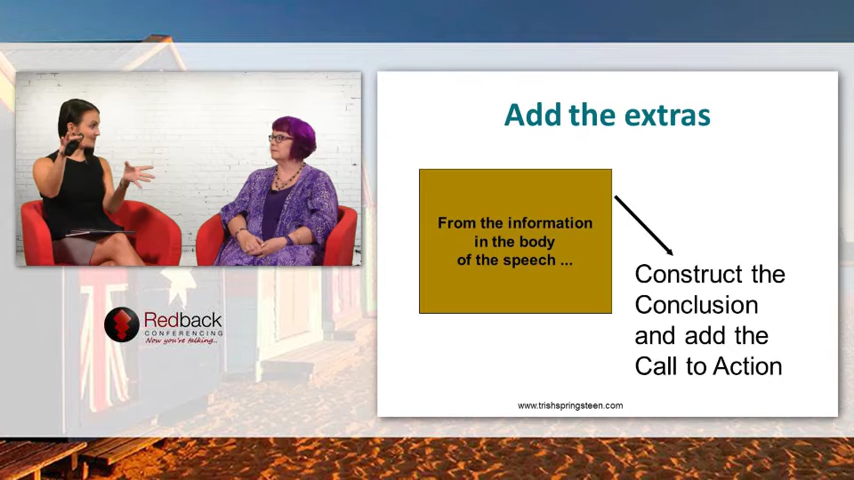 Add the extras
From the information
in the body
of the speech ...
Construct the
Conclusion
and add the
Call to Action
www.trishspringsteen.com
Redback
CONFERENCING
Now you're talking..